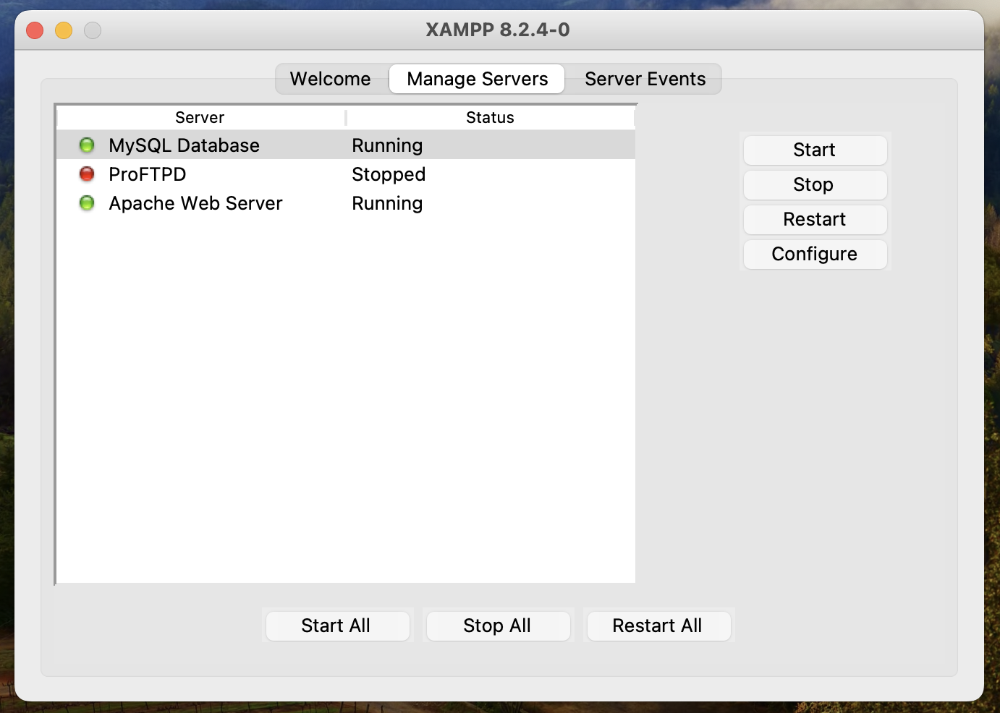 XAMPP 8.2.4-0
Welcome Manage Servers Server Events
Server Status
MySQL Database Running
ProFTPD Stopped
Apache Web Server Running
Start
Stop
Restart
Configure
Start All Stop All Restart All